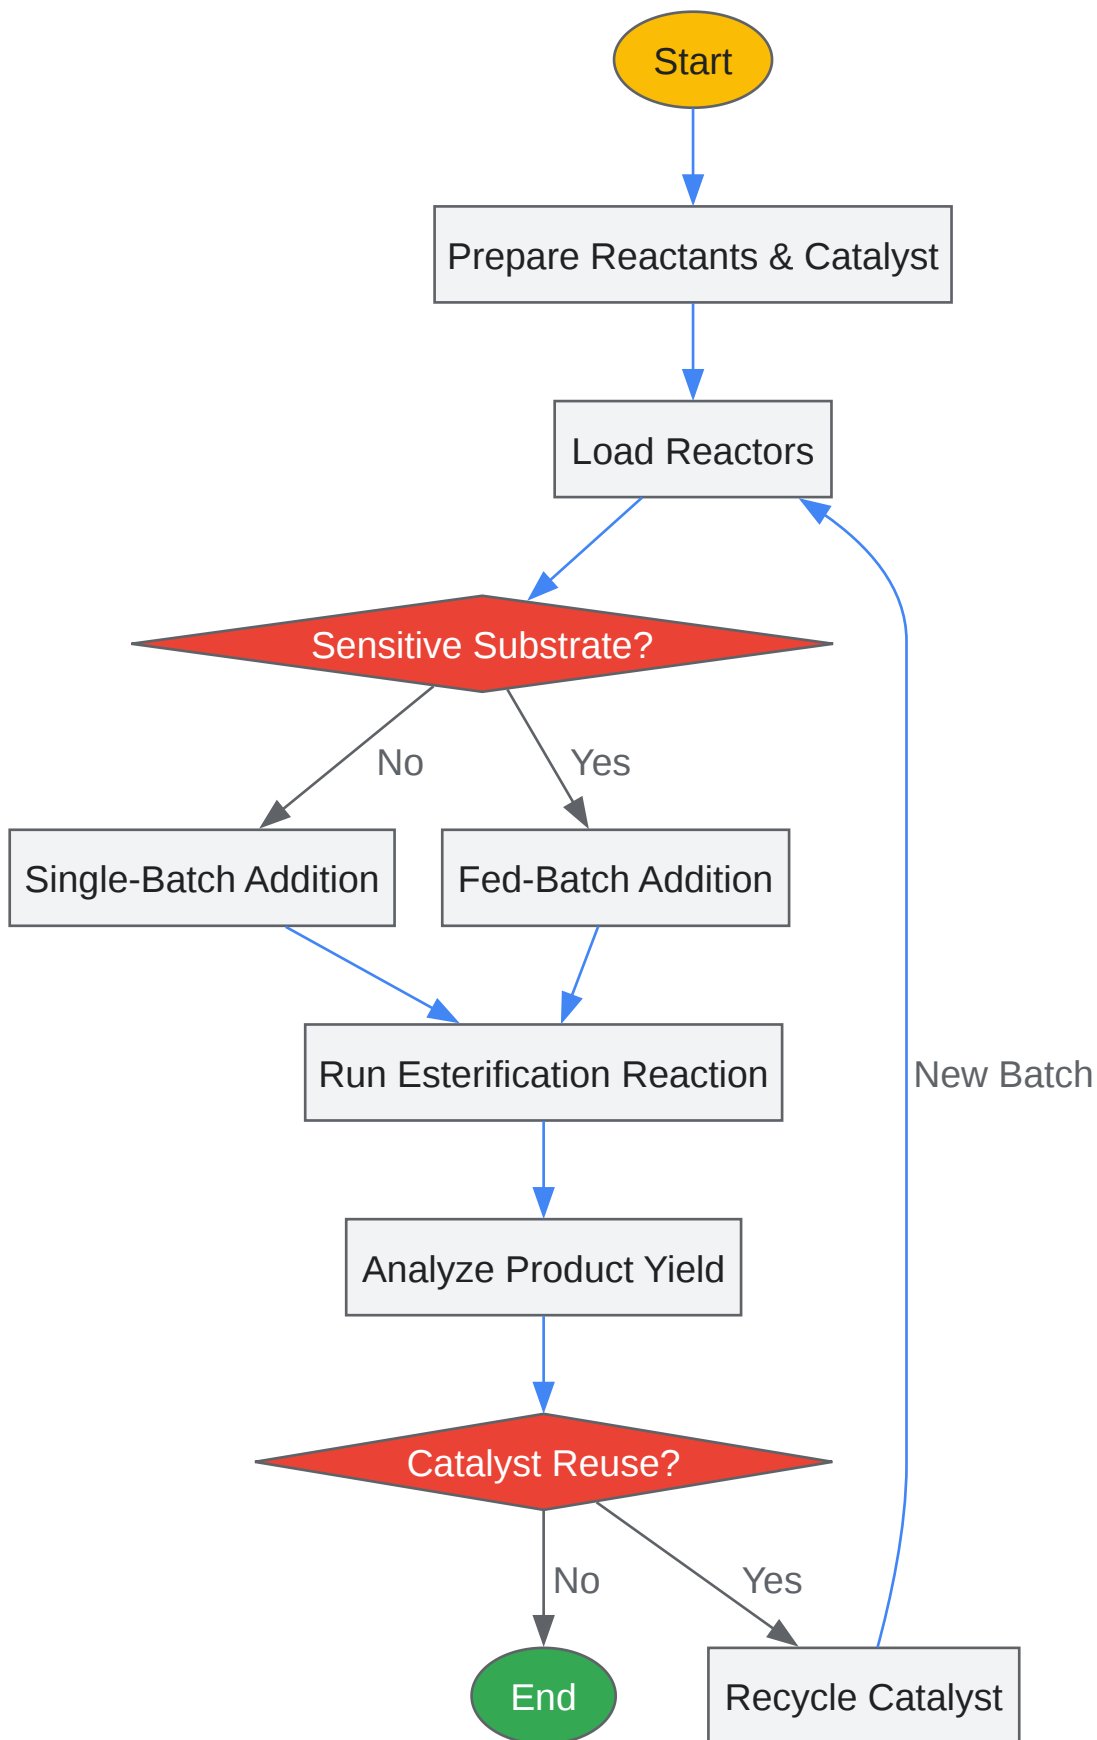 Start
Prepare Reactants & Catalyst
Load Reactors
Sensitive Substrate?
No
Yes
Single-Batch Addition
Fed-Batch Addition
Run Esterification Reaction
New Batch
Analyze Product Yield
Catalyst Reuse?
No
Yes
End
Recycle Catalyst